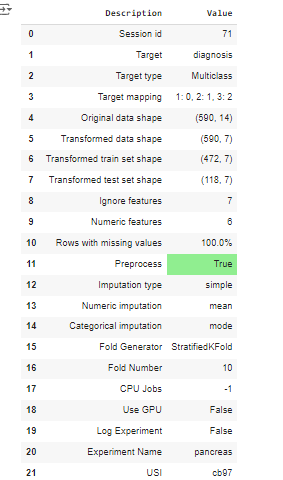 Description Value
0 Session id 71
1 Target diagnosis
2 Target type Multiclass
3 Target mapping 1: 0, 2: 1, 3: 2
4 Original data shape (590, 14)
5 Transformed data shape (590, 7)
6 Transformed train set shape (472, 7)
7 Transformed test set shape (118, 7)
8 Ignore features 7
9 Numeric features 6
10 Rows with missing values 100.0%
11 Preprocess True
12 Imputation type simple
13 Numeric imputation mean
14 Categorical imputation mode
15 Fold Generator StratifiedKFold
16 Fold Number 10
17 CPU Jobs -1
18 Use GPU False
19 Log Experiment False
20 Experiment Name pancreas
21 USI cb97